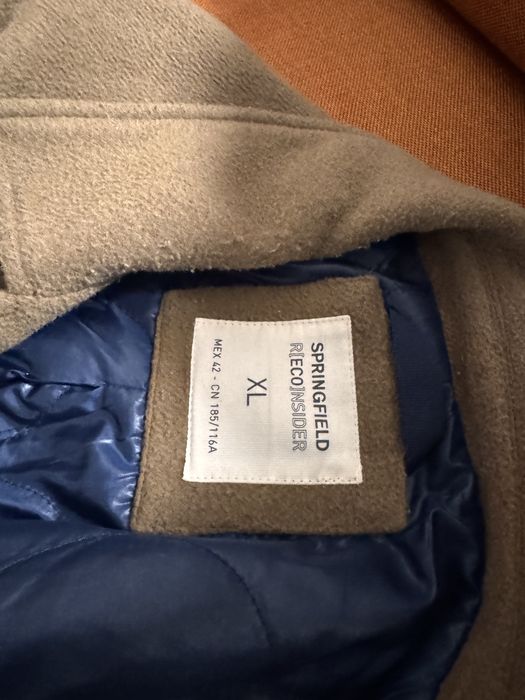 SPRINGFIELD
R[ECO]NSIDER
XL
MEX 42 - CN 185/116A